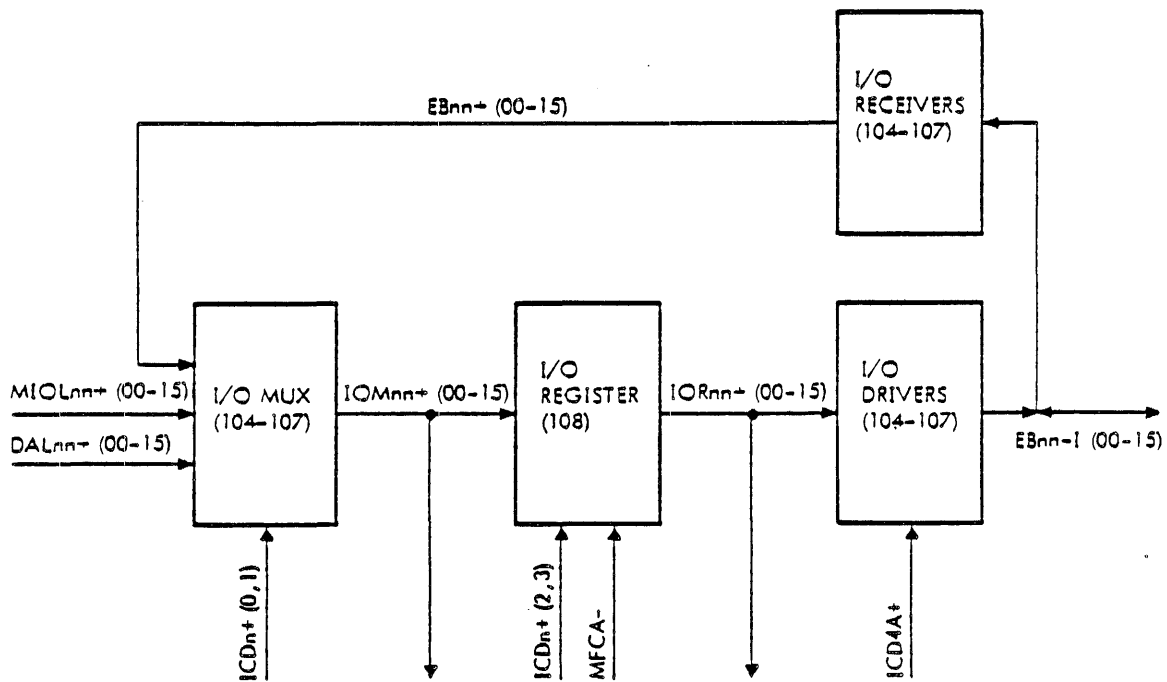 I/O
RECEIVERS
(104-107)
EBnn+ (00-15)
MIOLnn+ (00-15)
DALnn+ (00-15)
I/O MUX
(104-107)
IOMnn+ (00-15)
I/O
REGISTER
(108)
IORnn+ (00-15)
I/O
DRIVERS
(104-107)
EBnn-I (00-15)
ICDn+ (0,1)
ICDn+ (2,3)
MFCA-
ICD4A+